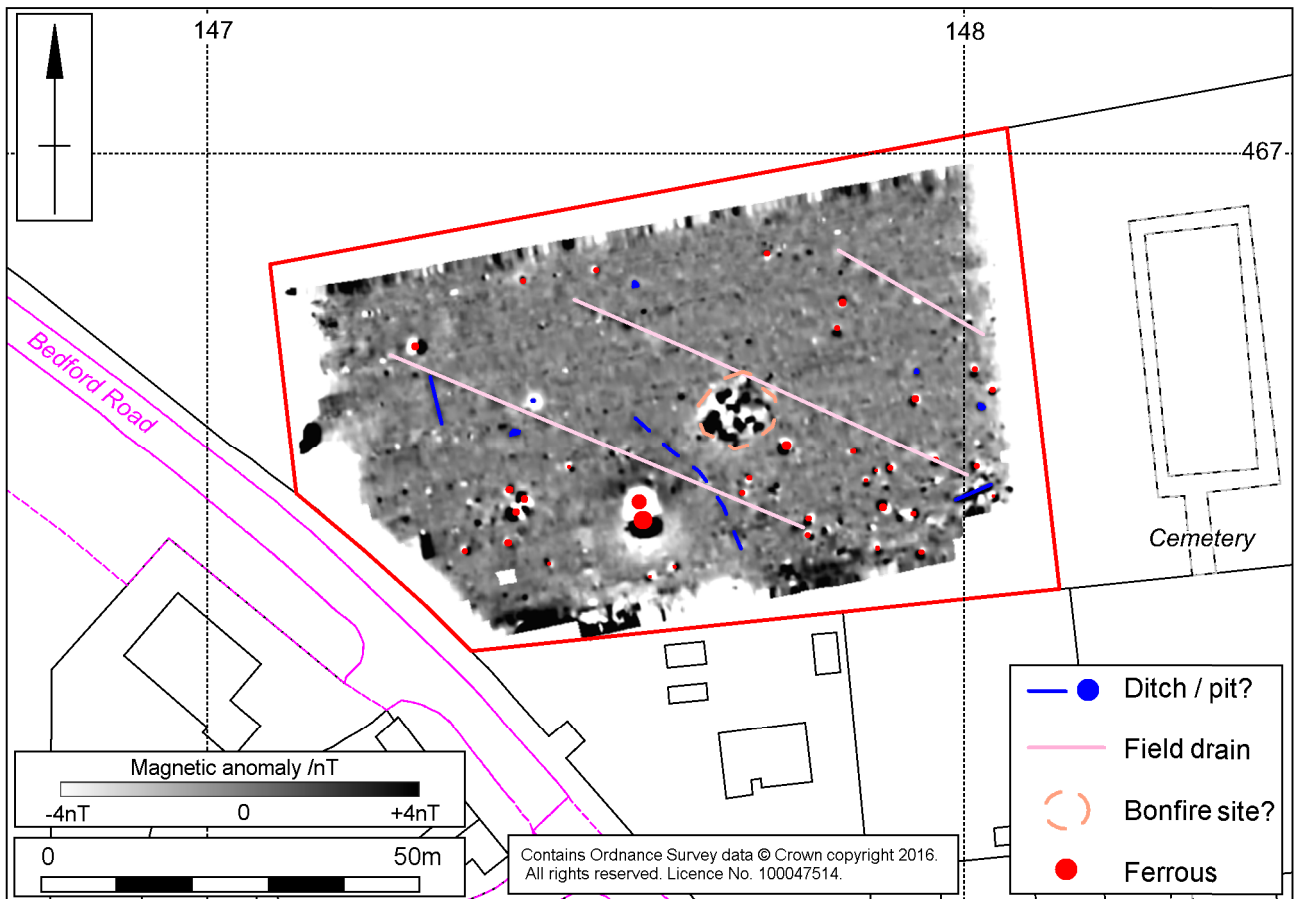 147
148
467
Bedford Road
Cemetery
Ditch / pit?
Field drain
Bonfire site?
Ferrous
Magnetic anomaly /nT
-4nT
0
+4nT
0
50m
Contains Ordnance Survey data © Crown copyright 2016.
All rights reserved. Licence No. 100047514.